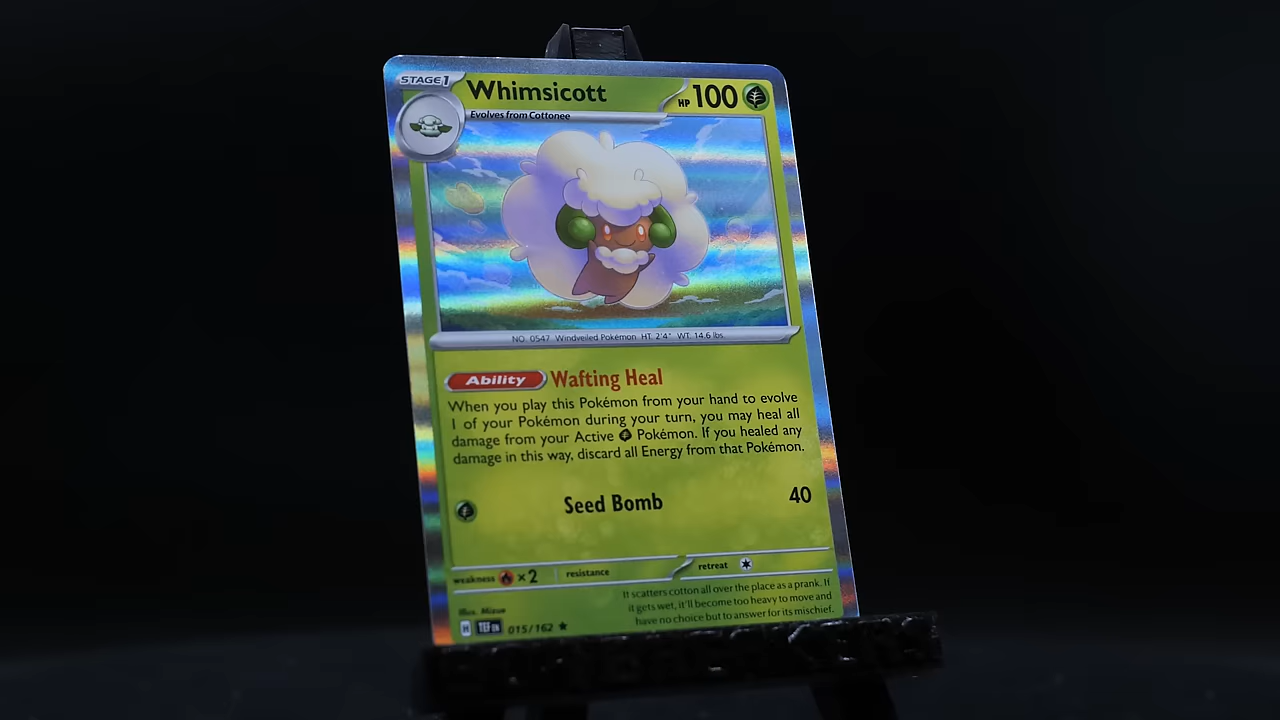 STAGE1
Whimsicott
HP 100
Evolves from Cottonee
NO. 0547 Windveiled Pokémon HT: 2'4" WT: 14.6 lbs.
Ability Wafting Heal
When you play this Pokémon from your hand to evolve
1 of your Pokémon during your turn, you may heal all
damage from your Active Pokémon. If you healed any
damage in this way, discard all Energy from that Pokémon.
Seed Bomb 40
weakness ×2 resistance retreat
It scatters cotton all over the place as a prank. If
it gets wet, it'll become too heavy to move and
have no choice but to answer for its mischief.
Illus. Mizue
H TEF EN 015/162